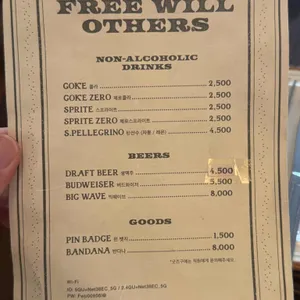 FREE WILL
OTHERS
NON-ALCOHOLIC
DRINKS
COKE 콜라 2,500
COKE ZERO 제로콜라 2,500
SPRITE 스프라이트 2,500
SPRITE ZERO 제로스프라이트 2,500
S.PELLEGRINO 탄산수 4,500
BEERS
DRAFT BEER 생맥주 4,500
BUDWEISER 버드와이저 5,500
BIG WAVE 빅웨이브 8,000
GOODS
PIN BADGE 핀 뱃지 1,500
BANDANA 반다나 8,000
Wi-Fi